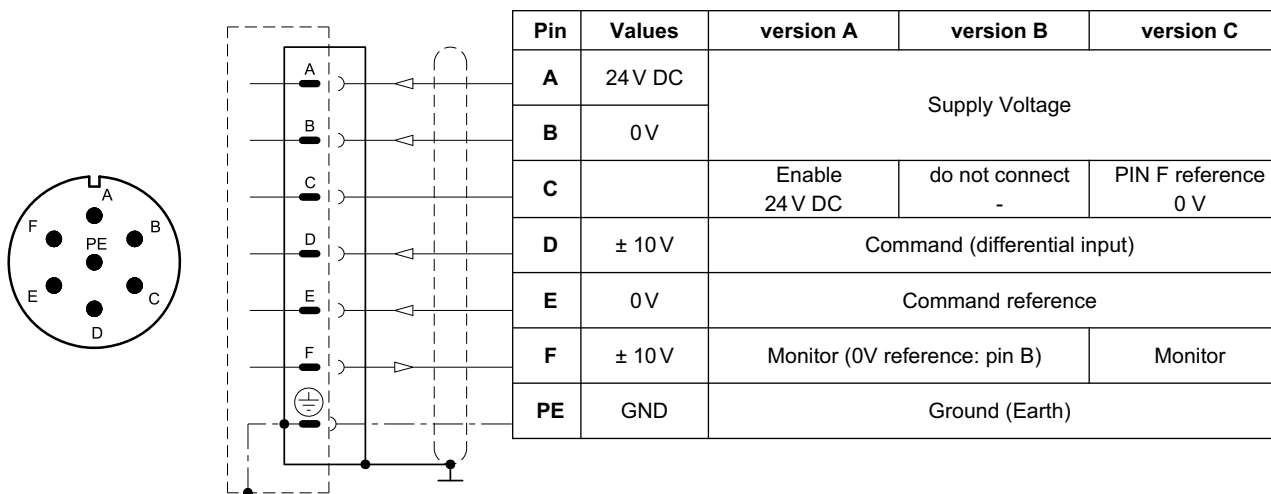 A
F
B
PE
E
C
D
A
B
C
D
E
F
Pin Values version A version B version C
A 24 V DC
Supply Voltage
B 0 V
C Enable do not connect PIN F reference
24 V DC - 0 V
D ± 10 V Command (differential input)
E 0 V Command reference
F ± 10 V Monitor (0V reference: pin B) Monitor
PE GND Ground (Earth)